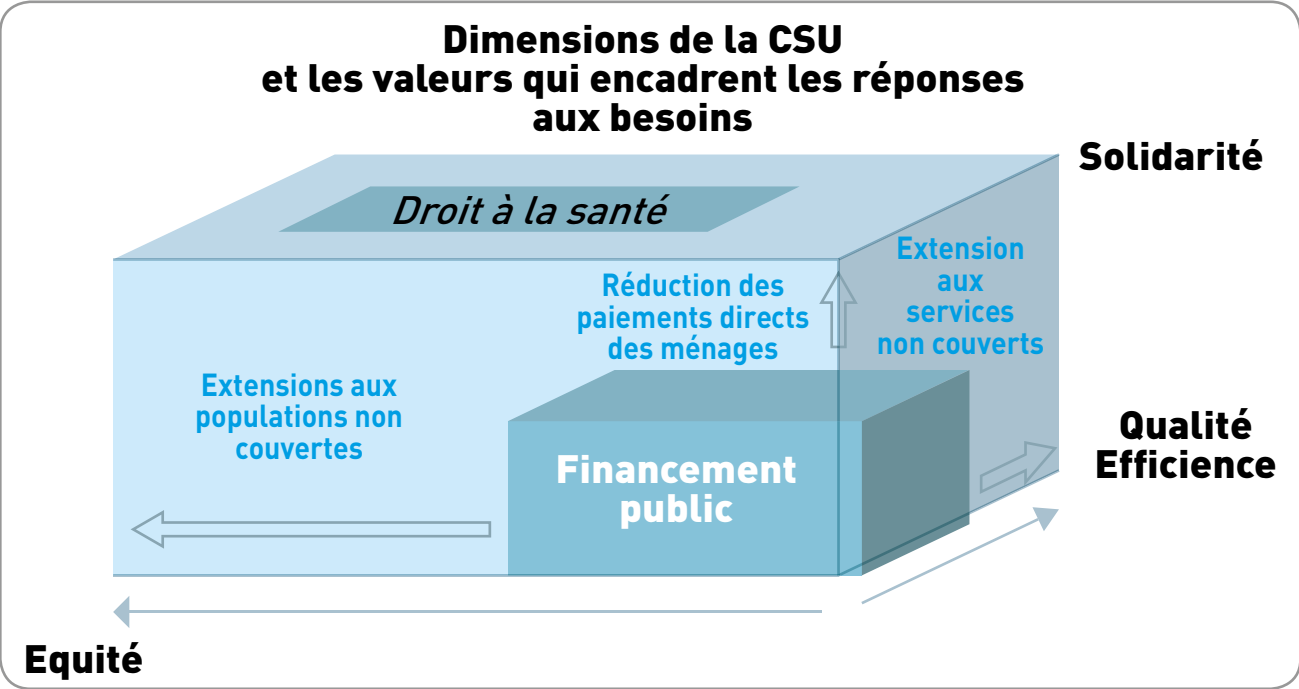 Dimensions de la CSU
et les valeurs qui encadrent les réponses
aux besoins
Solidarité
Droit à la santé
Extension
aux
services
non couverts
Réduction des
paiements directs
des ménages
Extensions aux
populations non
couvertes
Qualité
Efficience
Financement
public
Equité